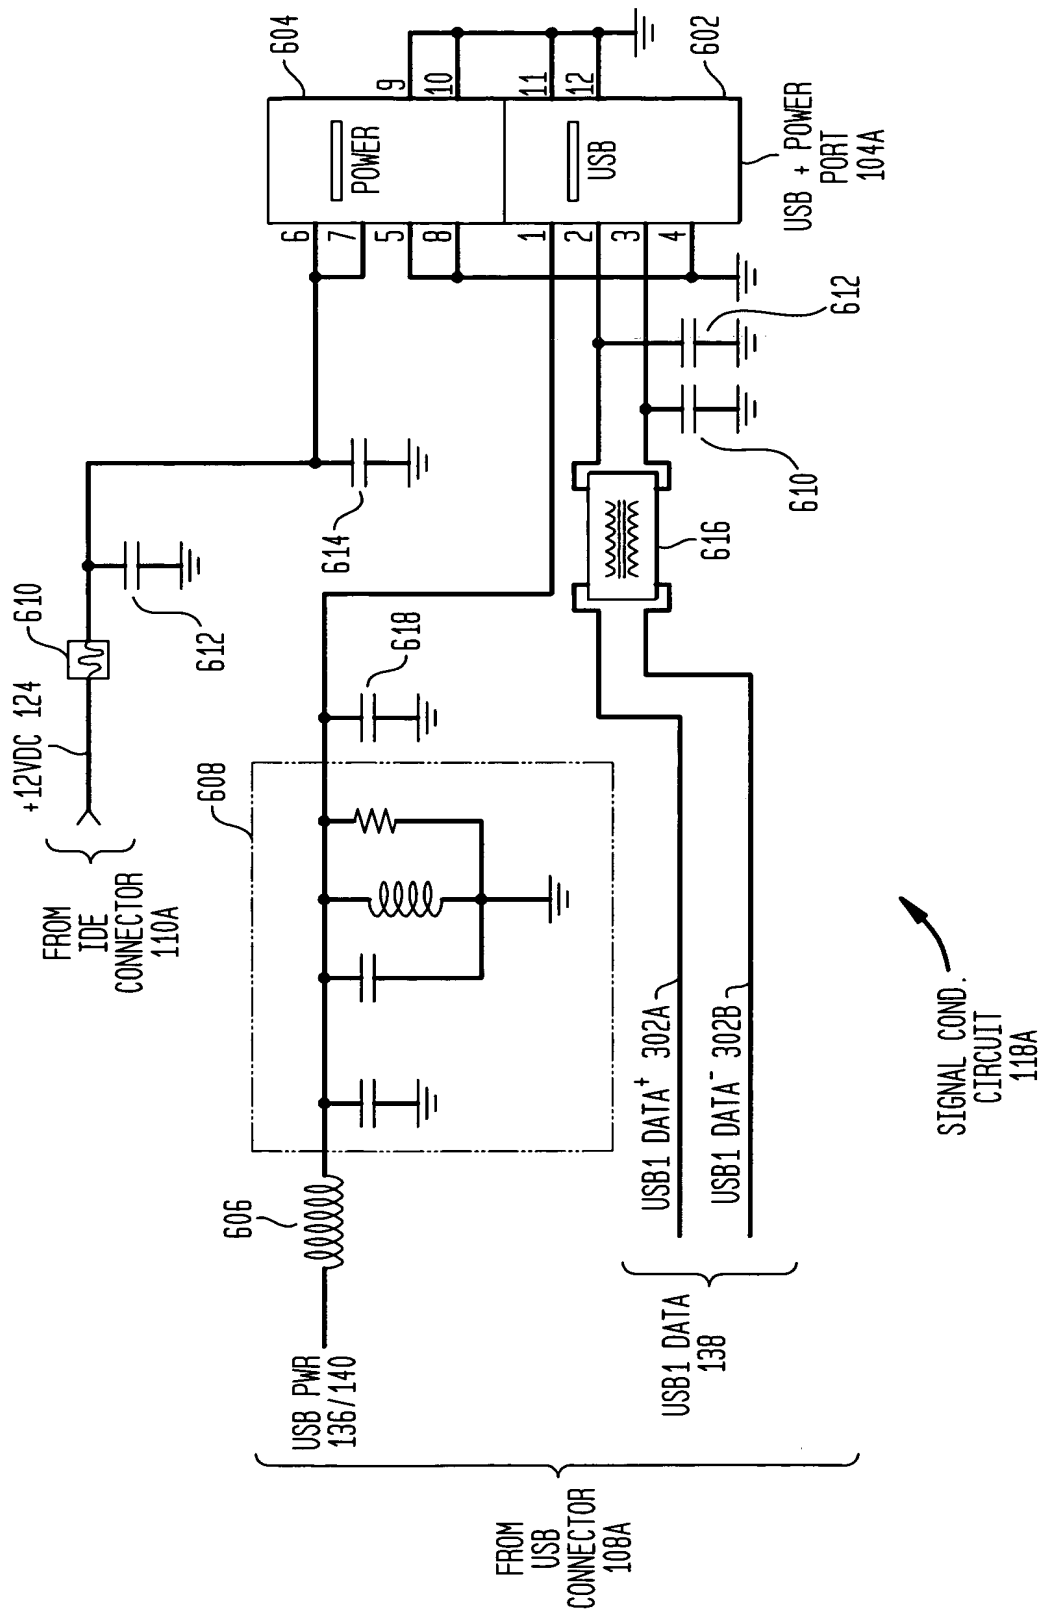 FROM
IDE
CONNECTOR
110A
+12VDC 124
610
612
614
604
POWER
6
7
5
8
9
10
11
12
1
2
3
4
USB
602
USB + POWER
PORT
104A
612
610
616
618
608
606
USB PWR
136/140
USB1 DATA+ 302A
USB1 DATA- 302B
USB1 DATA
138
FROM
USB
CONNECTOR
108A
SIGNAL COND.
CIRCUIT
118A